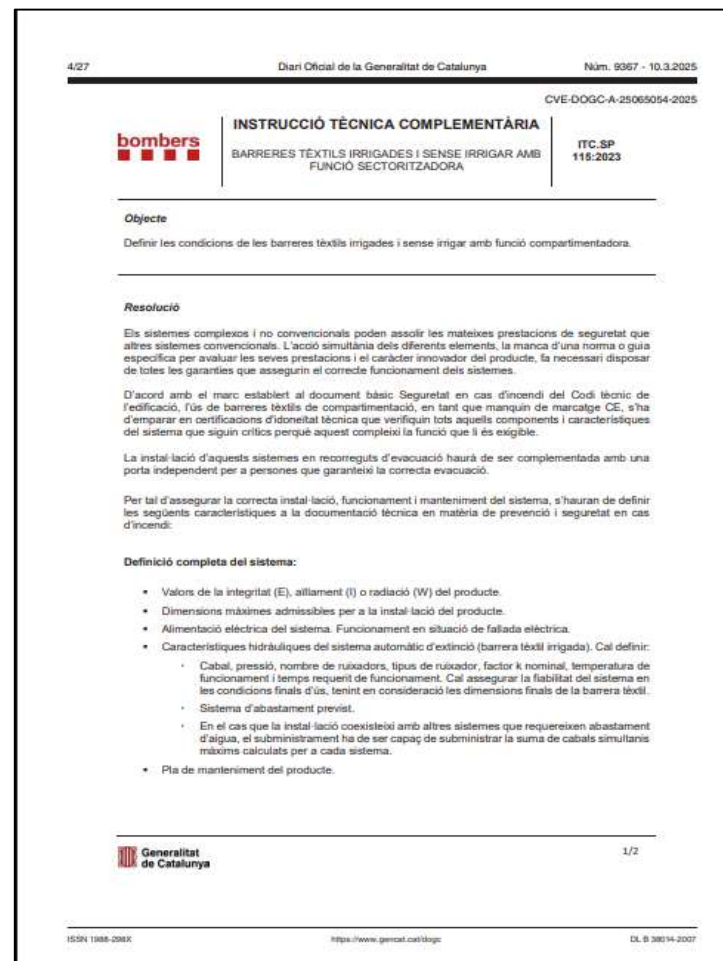 4/27 Diari Oficial de la Generalitat de Catalunya Núm. 9367 - 10.3.2025
CVE-DOGC-A-25065054-2025
bombers
INSTRUCCIÓ TÈCNICA COMPLEMENTÀRIA
BARRERES TÈXTILS IRRIGADES I SENSE IRRIGAR AMB
FUNCIÓ SECTORITZADORA
ITC.SP
115:2023
Objecte
Definir les condicions de les barreres tèxtils irrigades i sense irrigar amb funció compartimentadora.
Resolució
Els sistemes complexos i no convencionals poden assolir les mateixes prestacions de seguretat que
altres sistemes convencionals. L'acció simultània dels diferents elements, la manca d'una norma o guia
específica per avaluar les seves prestacions i el caràcter innovador del producte, fa necessari disposar
de totes les garanties que assegurin el correcte funcionament dels sistemes.
D'acord amb el marc establert al document bàsic Seguretat en cas d'incendi del Codi tècnic de
l'edificació, l'ús de barreres tèxtils de compartimentació, en tant que manquin de marcatge CE, s'ha
d'emparar en certificacions d'idoneïtat tècnica que verifiquin tots aquells components i característiques
del sistema que siguin crítics perquè aquest compleixi la funció que li és exigible.
La instal·lació d'aquests sistemes en recorreguts d'evacuació haurà de ser complementada amb una
porta independent per a persones que garanteixi la correcta evacuació.
Per tal d'assegurar la correcta instal·lació, funcionament i manteniment del sistema, s'hauran de definir
les següents característiques a la documentació tècnica en matèria de prevenció i seguretat en cas
d'incendi:
Definició completa del sistema:
▪ Valors de la integritat (E), aïllament (I) o radiació (W) del producte.
▪ Dimensions màximes admissibles per a la instal·lació del producte.
▪ Alimentació elèctrica del sistema. Funcionament en situació de fallada elèctrica.
▪ Característiques hidràuliques del sistema automàtic d'extinció (barrera tèxtil irrigada). Cal definir:
· Cabal, pressió, nombre de ruixadors, tipus de ruixador, factor k nominal, temperatura de
funcionament i temps requerit de funcionament. Cal assegurar la fiabilitat del sistema en
les condicions finals d'ús, tenint en consideració les dimensions finals de la barrera tèxtil.
· Sistema d'abastament previst.
· En el cas que la instal·lació coexisteixi amb altres sistemes que requereixen abastament
d'aigua, el subministrament ha de ser capaç de subministrar la suma de cabals simultanis
màxims calculats per a cada sistema.
▪ Pla de manteniment del producte.
Generalitat
de Catalunya
1/2
ISSN 1988-298X https://www.gencat.cat/dogc DL B 38014-2007